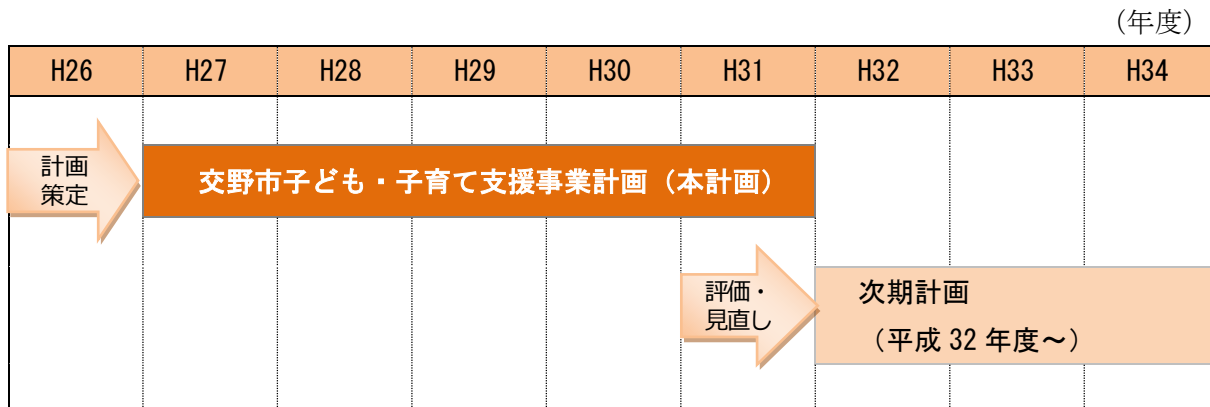 (年度)
H26 H27 H28 H29 H30 H31 H32 H33 H34
計画
策定
交野市子ども・子育て支援事業計画（本計画）
評価・
見直し
次期計画
（平成 32 年度～）